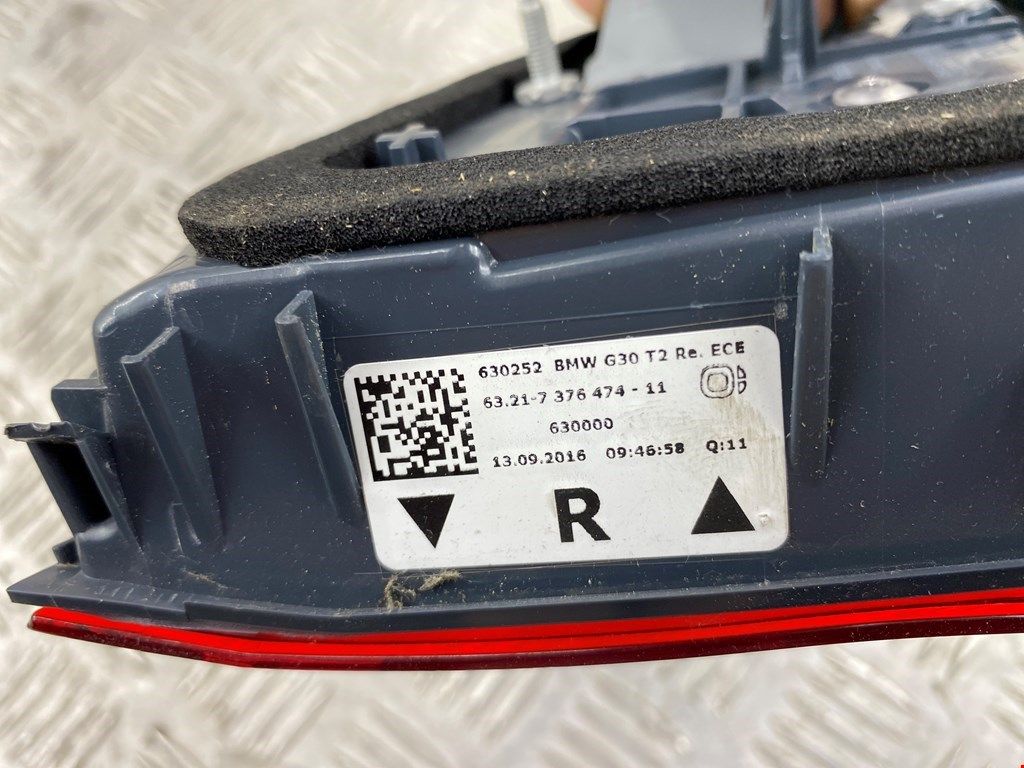 630252 BMW G30 T2 Re. ECE
63.21-7 376 474 - 11
630000
13.09.2016 09:46:58 Q:11
R